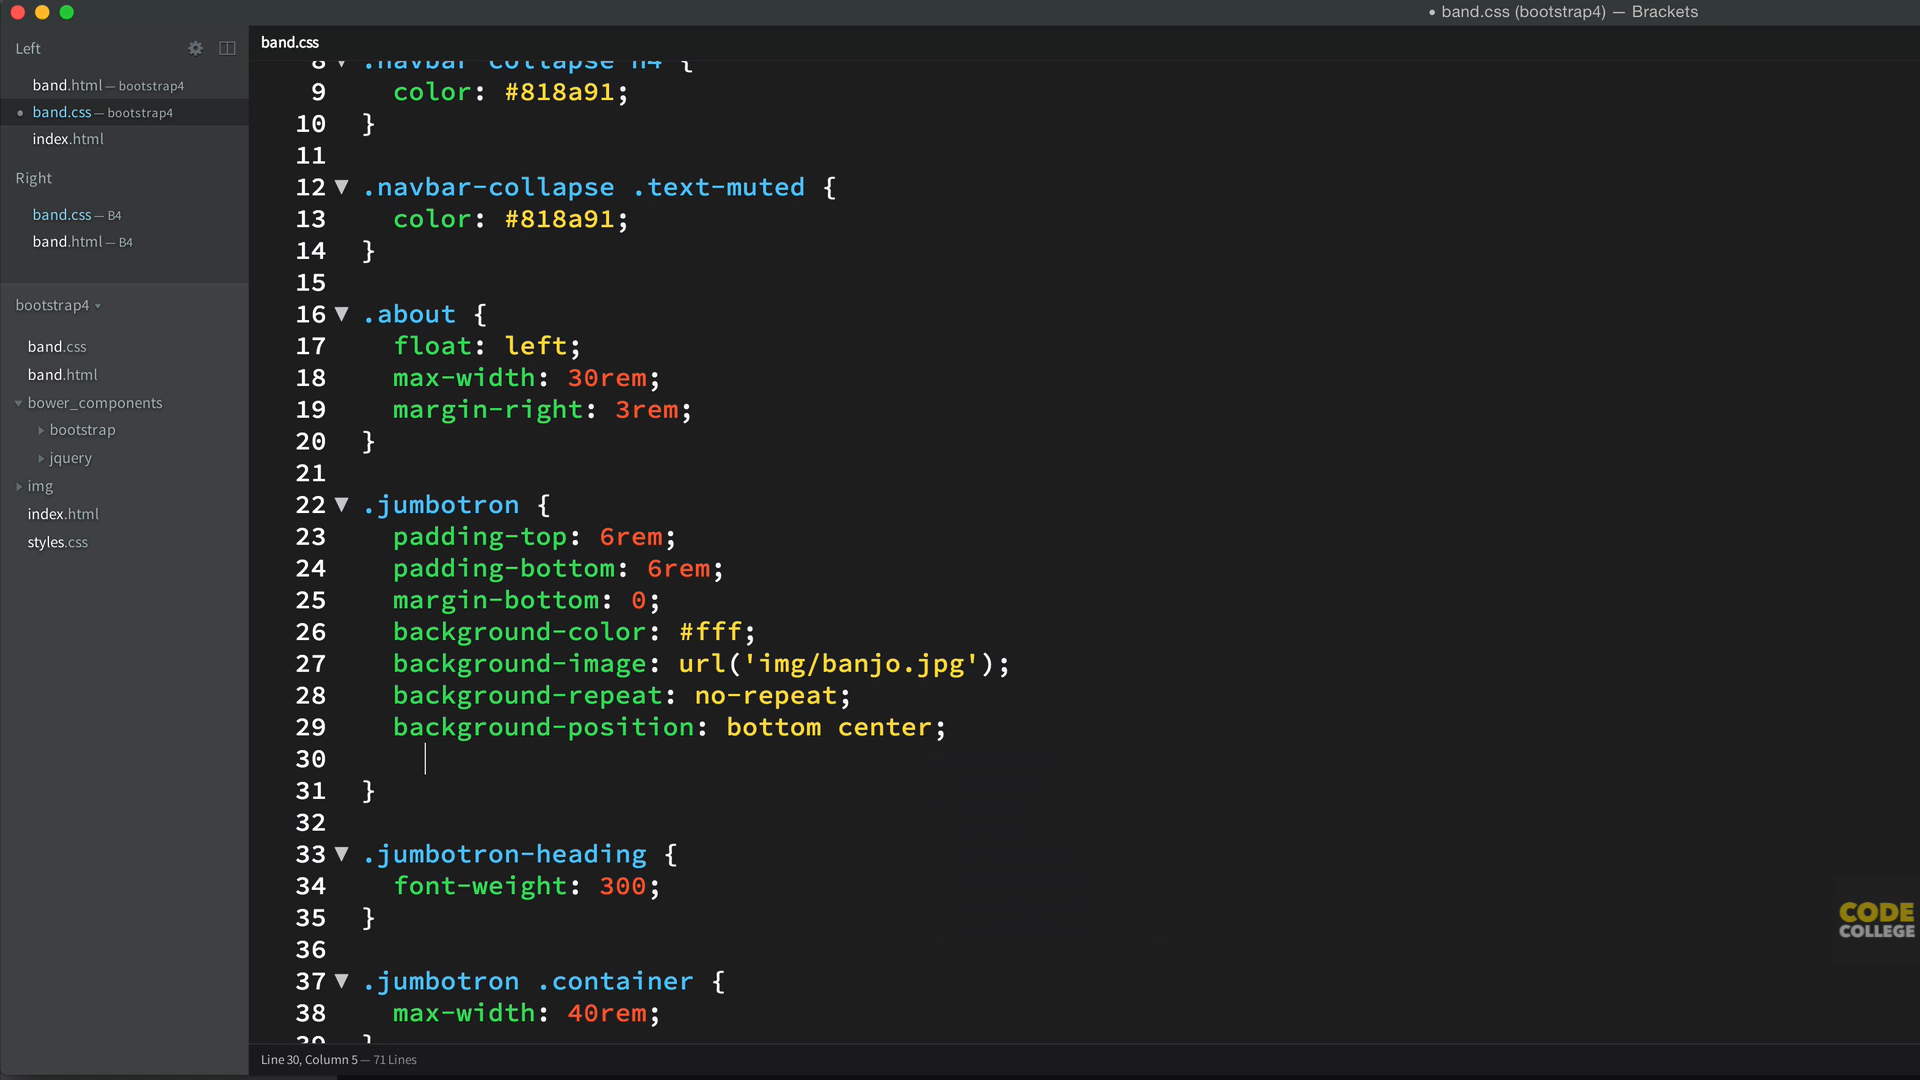 band.css (bootstrap4) — Brackets
Left
band.html — bootstrap4
band.css — bootstrap4
index.html
Right
band.css — B4
band.html — B4
bootstrap4
band.css
band.html
bower_components
bootstrap
jquery
img
index.html
styles.css
band.css
8 .navbar-collapse h4 {
9 color: #818a91;
10 }
11
12 .navbar-collapse .text-muted {
13 color: #818a91;
14 }
15
16 .about {
17 float: left;
18 max-width: 30rem;
19 margin-right: 3rem;
20 }
21
22 .jumbotron {
23 padding-top: 6rem;
24 padding-bottom: 6rem;
25 margin-bottom: 0;
26 background-color: #fff;
27 background-image: url('img/banjo.jpg');
28 background-repeat: no-repeat;
29 background-position: bottom center;
30
31 }
32
33 .jumbotron-heading {
34 font-weight: 300;
35 }
36
37 .jumbotron .container {
38 max-width: 40rem;
39 }
Line 30, Column 5 — 71 Lines
CODE
COLLEGE